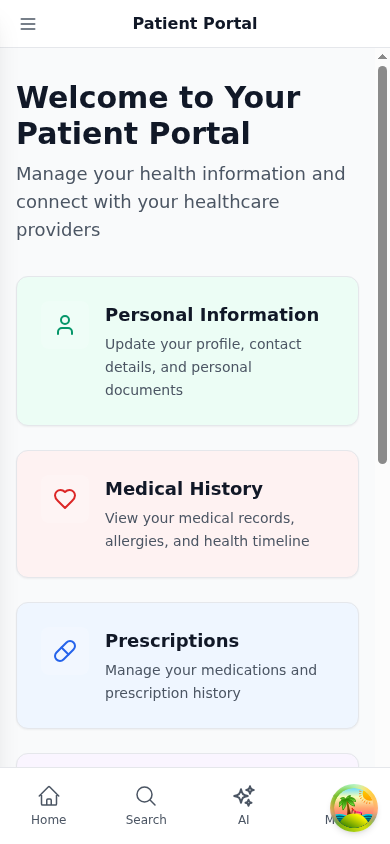 Patient Portal
Welcome to Your
Patient Portal
Manage your health information and
connect with your healthcare
providers
Personal Information
Update your profile, contact
details, and personal
documents
Medical History
View your medical records,
allergies, and health timeline
Prescriptions
Manage your medications and
prescription history
Home
Search
AI